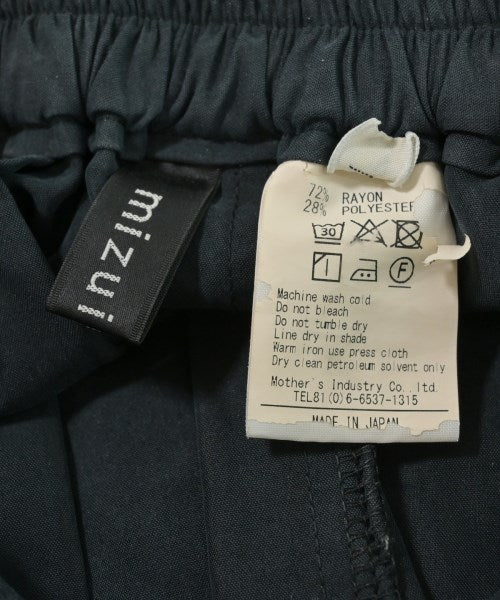 mizuiro
72% RAYON
28% POLYESTER
30
F
Machine wash cold
Do not bleach
Do not tumble dry
Line dry in shade
Warm iron use press cloth
Dry clean petroleum solvent only
Mother's Industry Co., ltd.
TEL81(0)6-6537-1315
MADE IN JAPAN